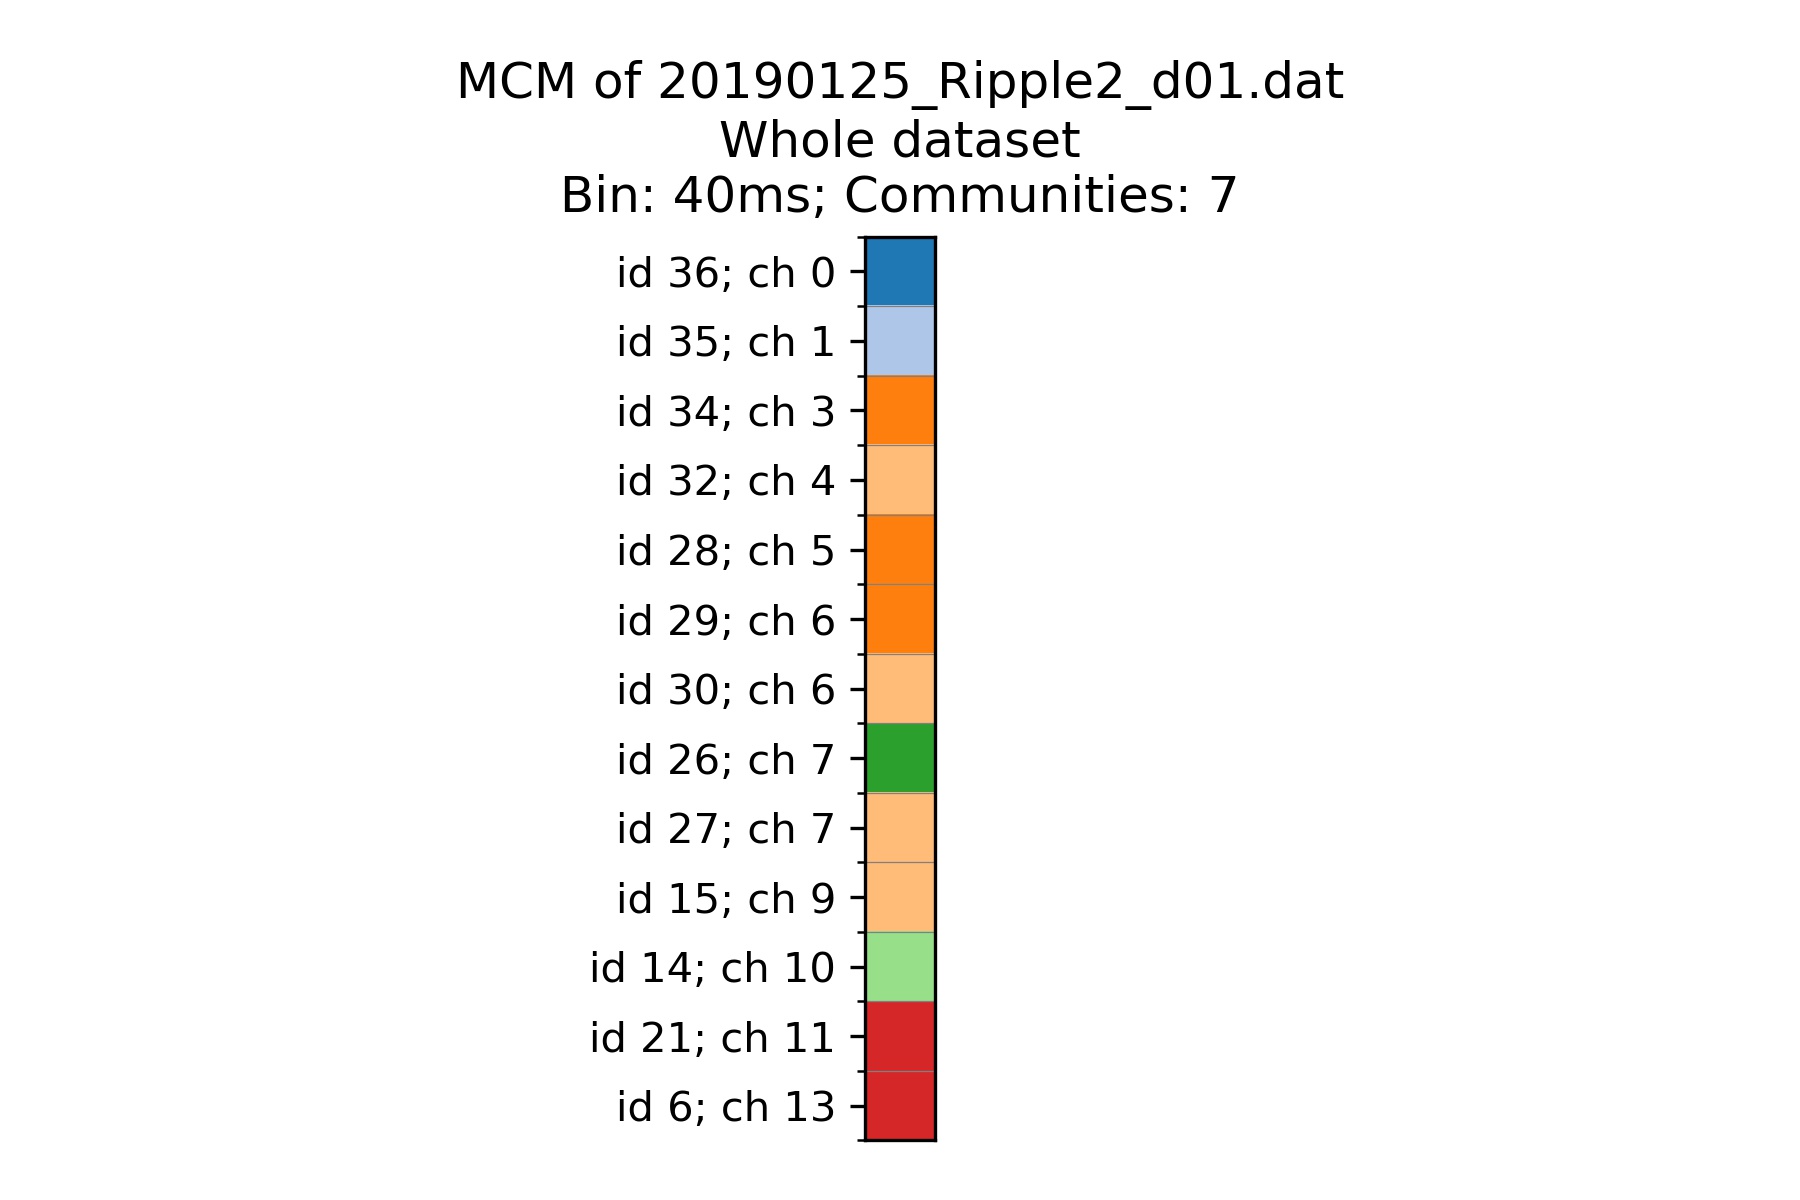 MCM of 20190125_Ripple2_d01.dat
Whole dataset
Bin: 40ms; Communities: 7
id 36; ch 0
id 35; ch 1
id 34; ch 3
id 32; ch 4
id 28; ch 5
id 29; ch 6
id 30; ch 6
id 26; ch 7
id 27; ch 7
id 15; ch 9
id 14; ch 10
id 21; ch 11
id 6; ch 13